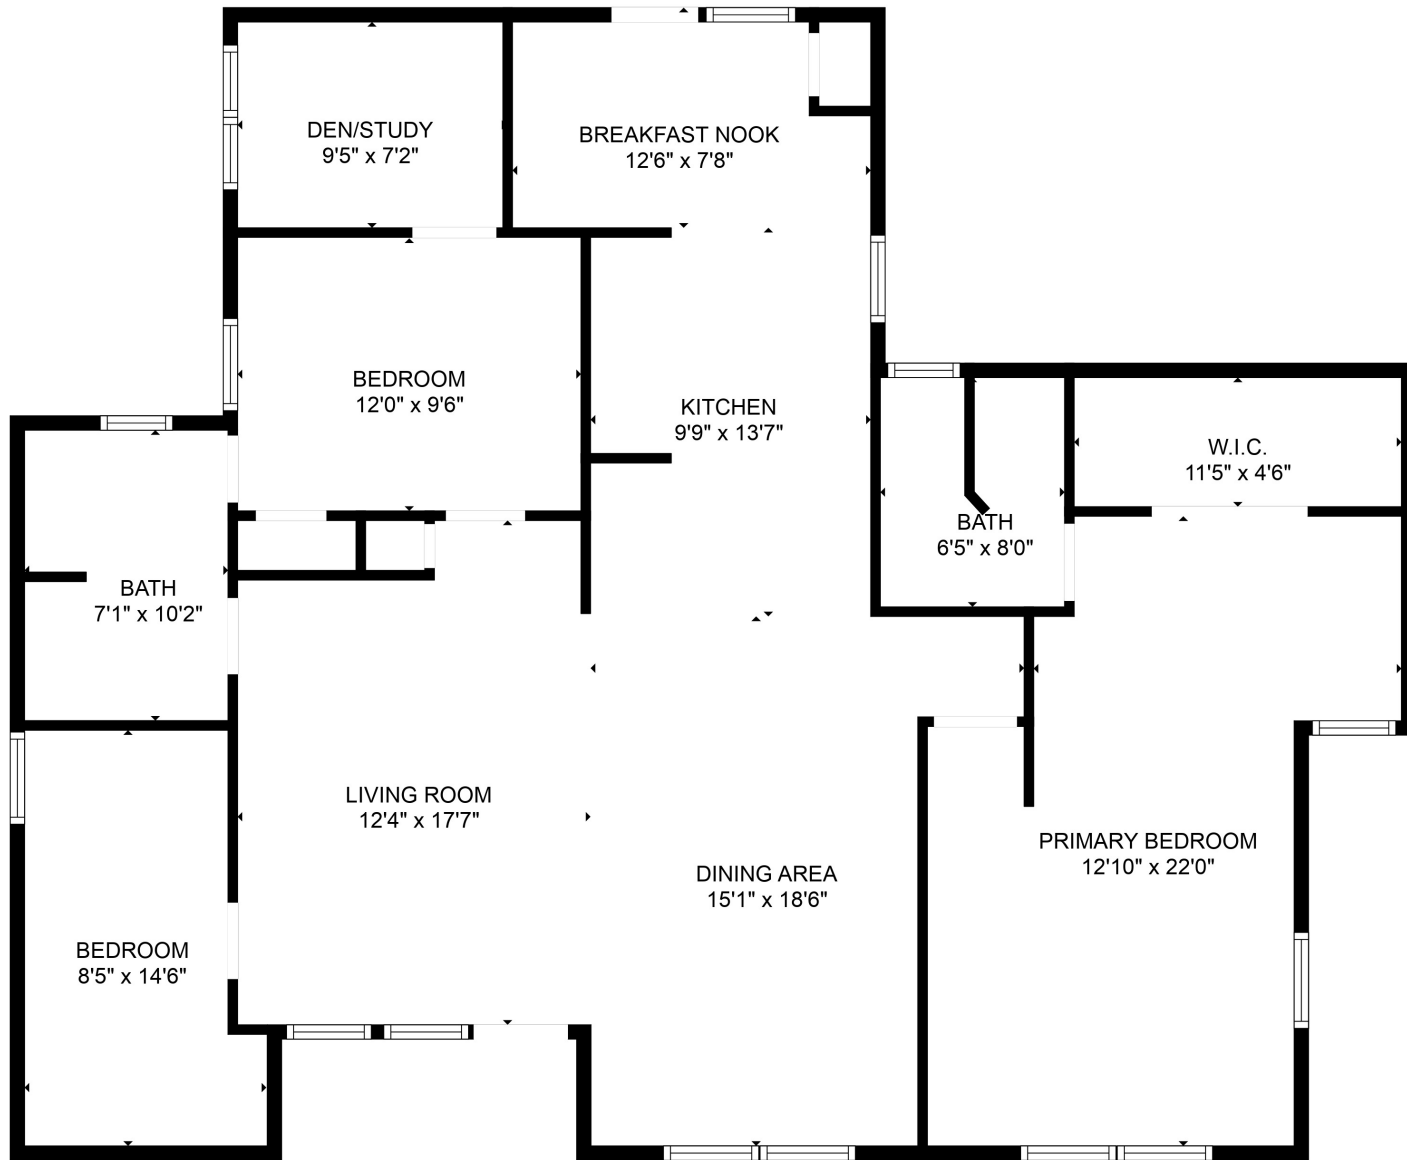 DEN/STUDY
9'5" x 7'2"
BREAKFAST NOOK
12'6" x 7'8"
BEDROOM
12'0" x 9'6"
KITCHEN
9'9" x 13'7"
W.I.C.
11'5" x 4'6"
BATH
6'5" x 8'0"
BATH
7'1" x 10'2"
LIVING ROOM
12'4" x 17'7"
PRIMARY BEDROOM
12'10" x 22'0"
DINING AREA
15'1" x 18'6"
BEDROOM
8'5" x 14'6"